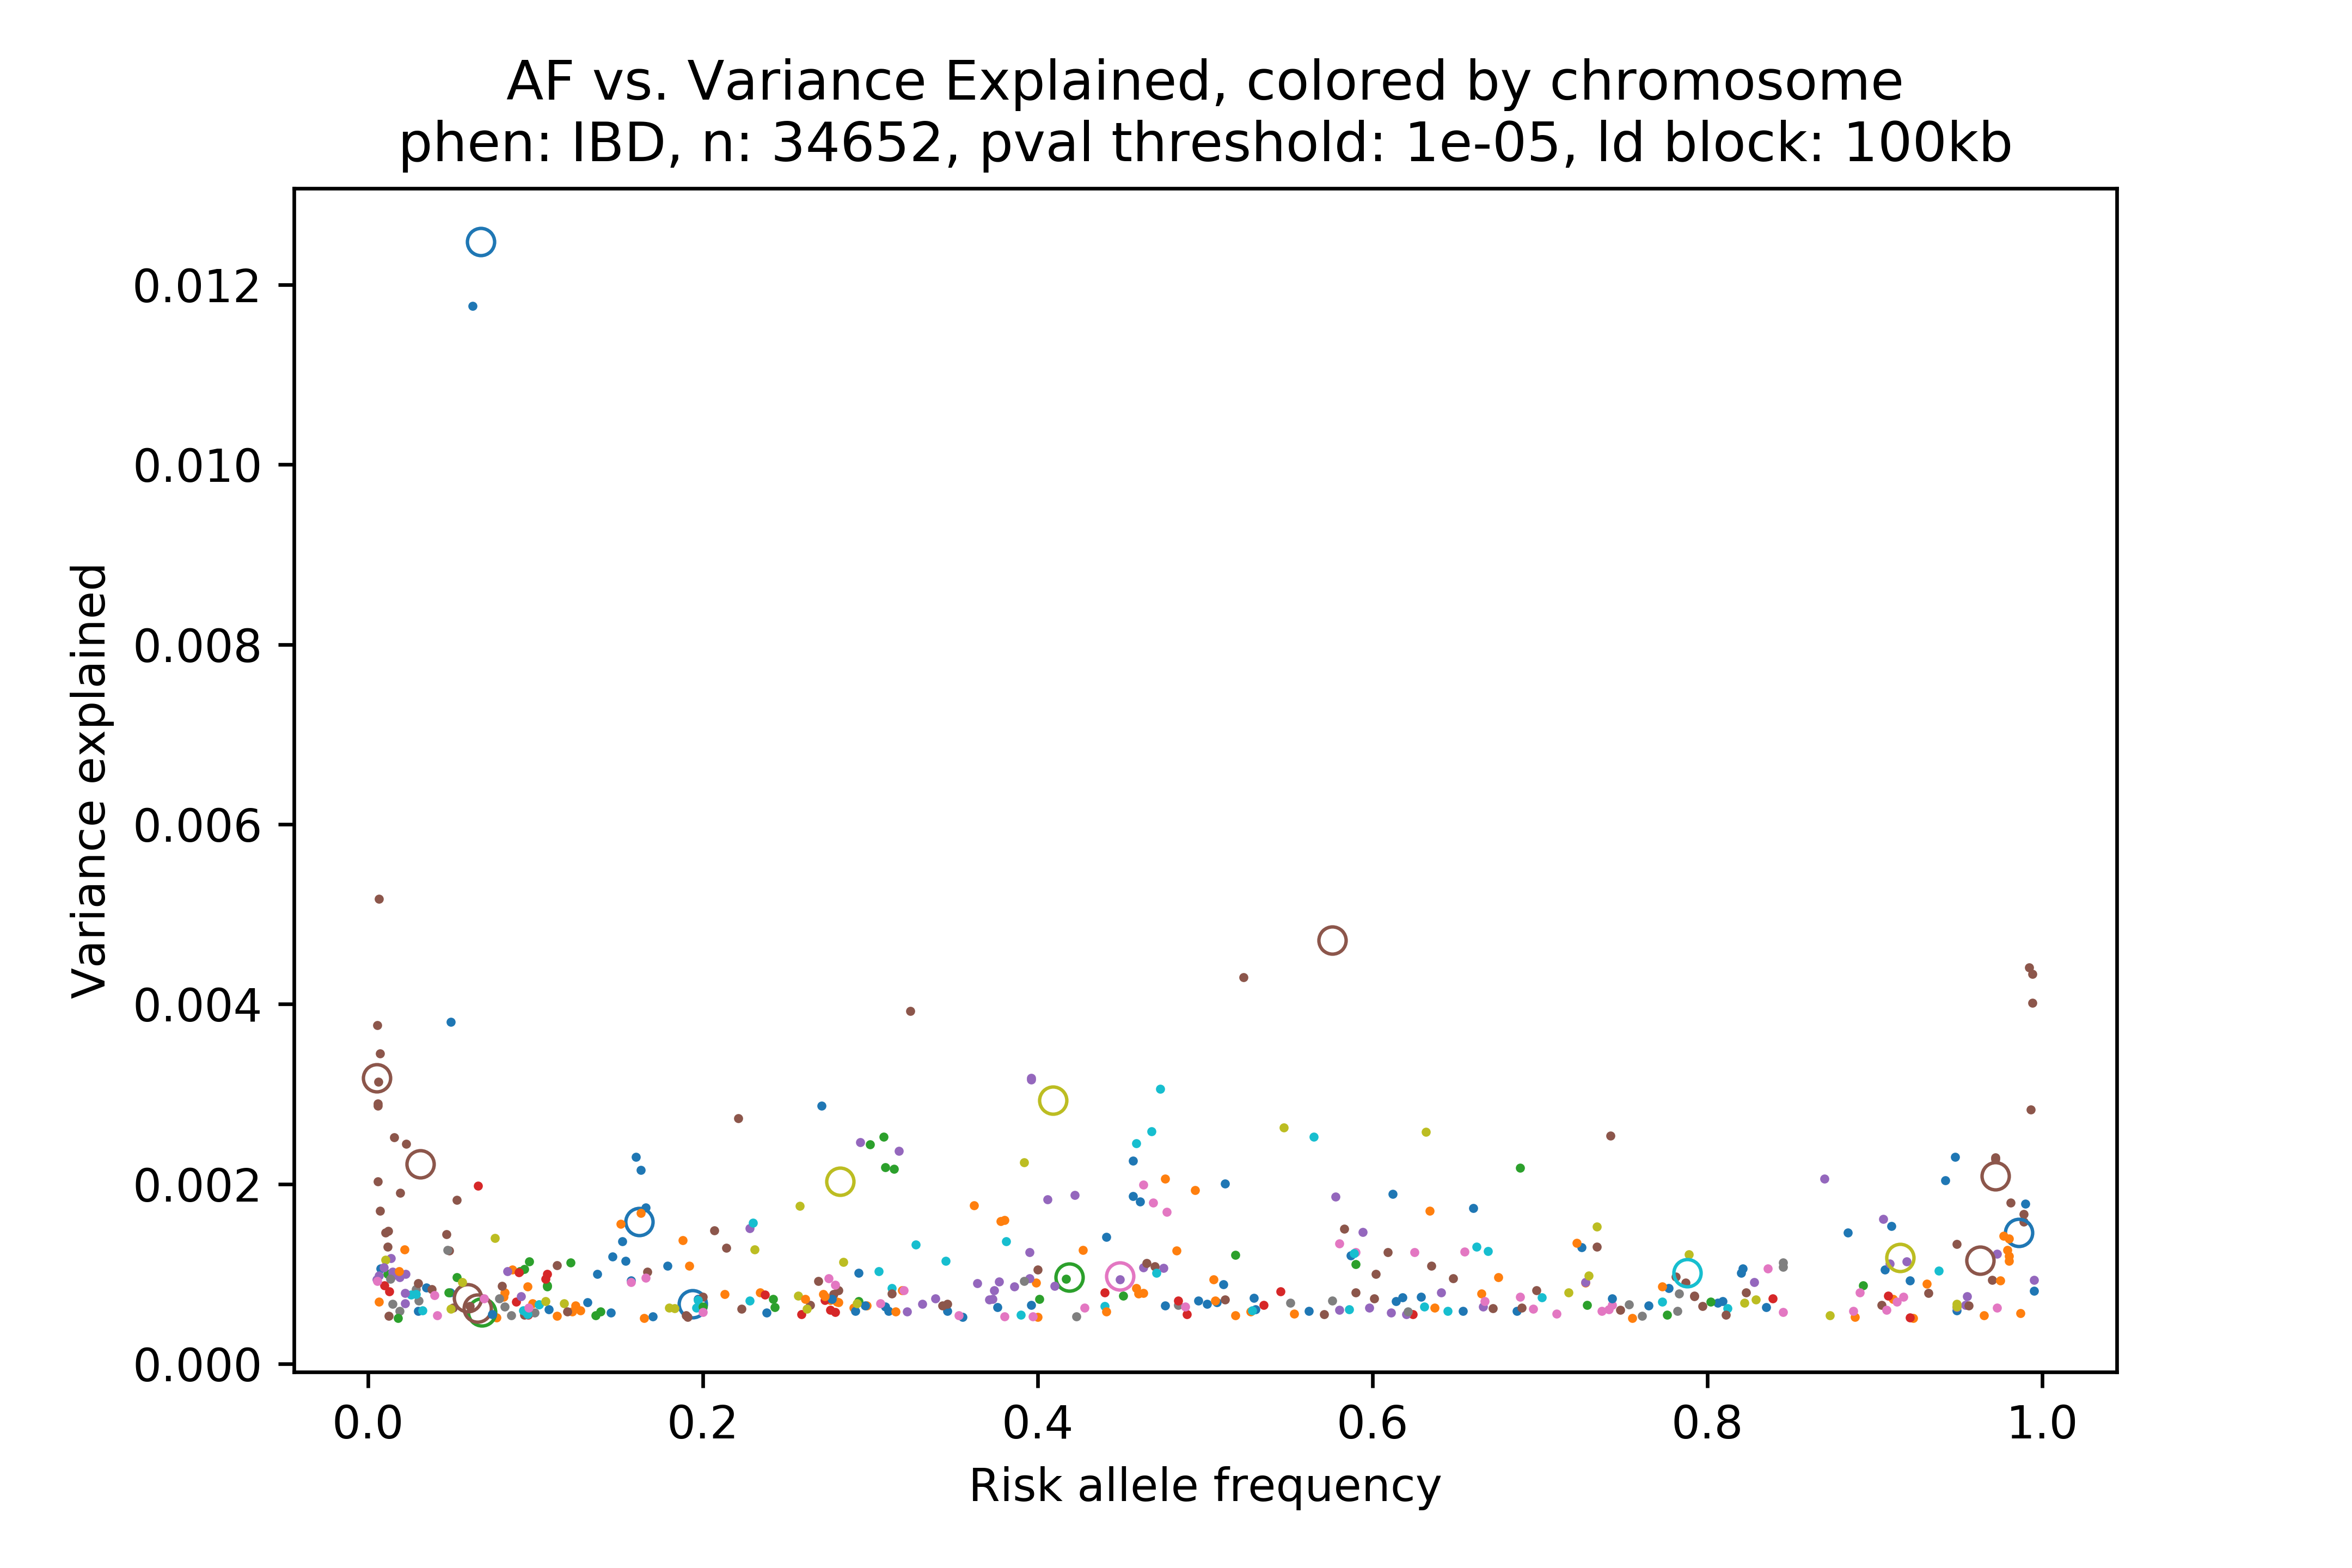 AF vs. Variance Explained, colored by chromosome
phen: IBD, n: 34652, pval threshold: 1e-05, ld block: 100kb
Variance explained
0.012
0.010
0.008
0.006
0.004
0.002
0.000
0.0 0.2 0.4 0.6 0.8 1.0
Risk allele frequency